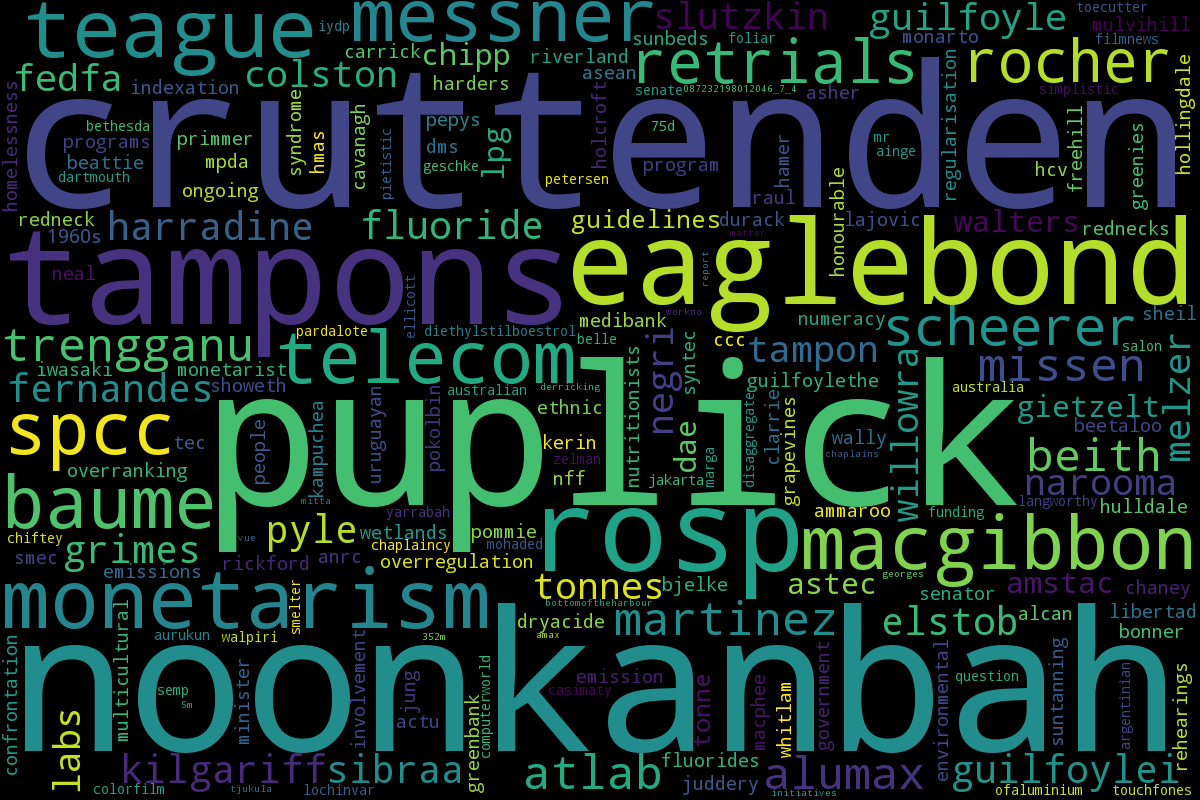 teague
iydp
messner
slutzkin
guilfoyle
toecutter
mulvihill
fedfa
indexation
colston
carrick
chipp
harders
riverland
sunbeds
foliar
asean
retrials
monarto
filmnews
rocher
simplistic
senate
087232198012046_7_4
asher
homelessness
cruttenden
bethesda
programs
primmer
beattie
mpda
dartmouth
ongoing
syndrome
hmas
cavanagh
pietistic
pepys
dms
geschke
lpg
petersen
holcroft
75d
program
raul
hamer
mr
ainge
regularisation
hcv
freehill
greenies
hollingdale
redneck
1960s
harradine
fluoride
guidelines
durack
matter
honourable
lajovic
walters
rednecks
neal
tampons
ellicott
eaglebond
report
workno
trengganu
pardalote
diethylstilboestrol
medibank
belle
ccc
numeracy
scheerer
sheil
salon
iwasaki
monetarist
telecom
nutritionists
negri
syntec
tampon
missen
fernandes
showeth
australian
derricking
guilfoylethe
willowra
australia
gietzelt
melzer
spcc
tec
people
kampuchea
uruguayan
pokolbin
ethnic
kerin
zelman
nff
dae
jakarta
marga
disaggregate
clarrie
grapevines
wally
chaplains
beetaloo
beith
overranking
puplick
baume
mitta
yarrabah
ammaroo
funding
narooma
langworthy
hulldale
chiftey
grimes
pyle
vue
wetlands
chaplaincy
pommie
mohaded
rosp
macgibbon
smec
emissions
rickford
anrc
overregulation
tonnes
bjelke
astec
georges
senator
amstac
chaney
monetarism
smelter
bottomoftheharbour
dryacide
amax
martinez
elstob
alcan
libertad
bonner
aurukun
walpiri
352m
confrontation
multicultural
noonkanbah
semp
5m
minister
involvement
jung
actu
greenbank
computerworld
emission
casimaty
tonne
macphee
whitlam
government
environmental
question
suntanning
argentinian
rehearings
labs
kilgariff
sibraa
atlab
fluorides
juddery
alumax
guilfoylei
colorfilm
tjukula
lochinvar
initiatives
ofaluminium
touchfones